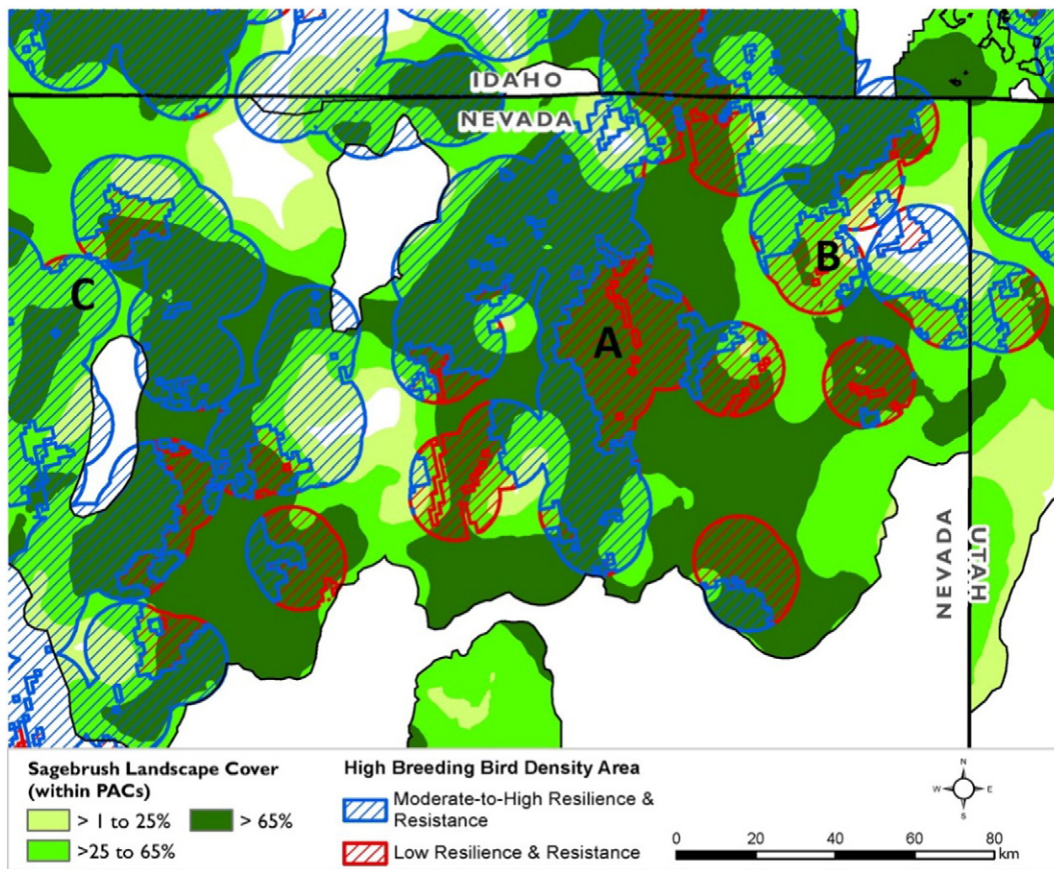 IDAHO
NEVADA
A
B
C
NEVADA
UTAH
Sagebrush Landscape Cover
(within PACs)
> 1 to 25%
> 65%
>25 to 65%
High Breeding Bird Density Area
Moderate-to-High Resilience &
Resistance
Low Resilience & Resistance
N
W
E
S
0 20 40 60 80
km